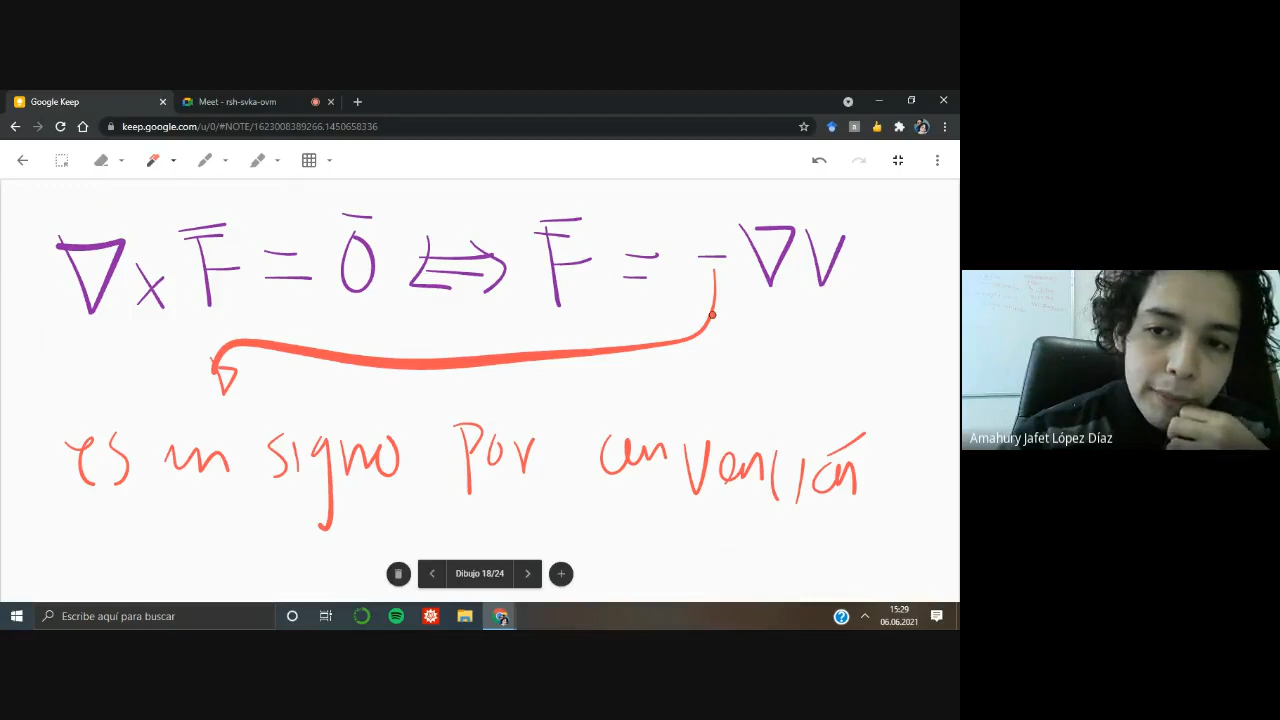 Google Keep
Meet - rsh-svka-ovm
keep.google.com/u/0/#NOTE/1623008389266.1450658336
∇ x F̅ = 0̅ ⟺ F̅ = - ∇V
es un signo por convención
Dibujo 18/24
Amahury Jafet López Díaz
Escribe aquí para buscar
15:29
06.06.2021